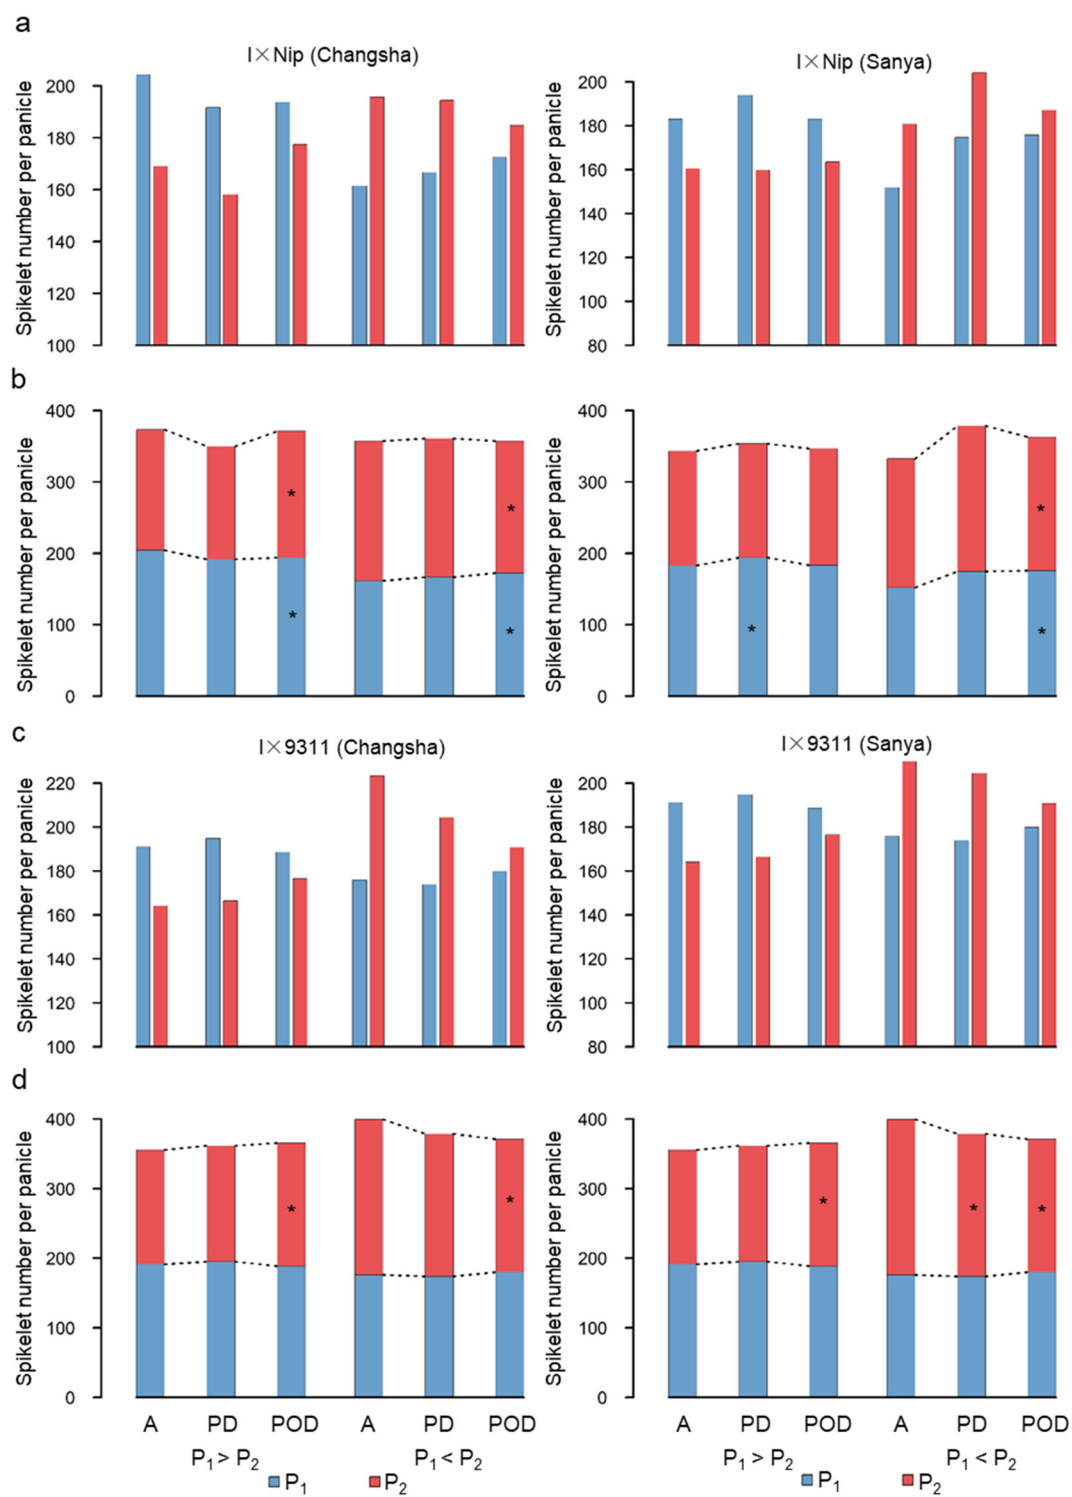 a
I×Nip (Changsha)
I×Nip (Sanya)
Spikelet number per panicle
200
180
160
140
120
100
Spikelet number per panicle
200
180
160
140
120
100
80
b
Spikelet number per panicle
400
300
200
100
0
*
*
*
*
Spikelet number per panicle
400
300
200
100
0
*
*
*
c
I×9311 (Changsha)
I×9311 (Sanya)
Spikelet number per panicle
220
200
180
160
140
120
100
Spikelet number per panicle
200
180
160
140
120
100
80
d
Spikelet number per panicle
400
300
200
100
0
*
*
Spikelet number per panicle
400
300
200
100
0
*
*
*
A PD POD A PD POD
A PD POD A PD POD
P₁ > P₂ P₁ < P₂
P₁ > P₂ P₁ < P₂
P₁ P₂
P₁ P₂